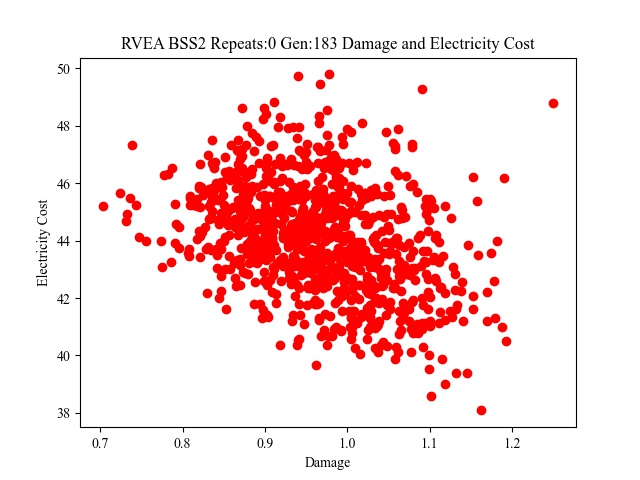 RVEA BSS2 Repeats:0 Gen:183 Damage and Electricity Cost
50
48
46
44
42
40
38
Electricity Cost
0.7 0.8 0.9 1.0 1.1 1.2
Damage